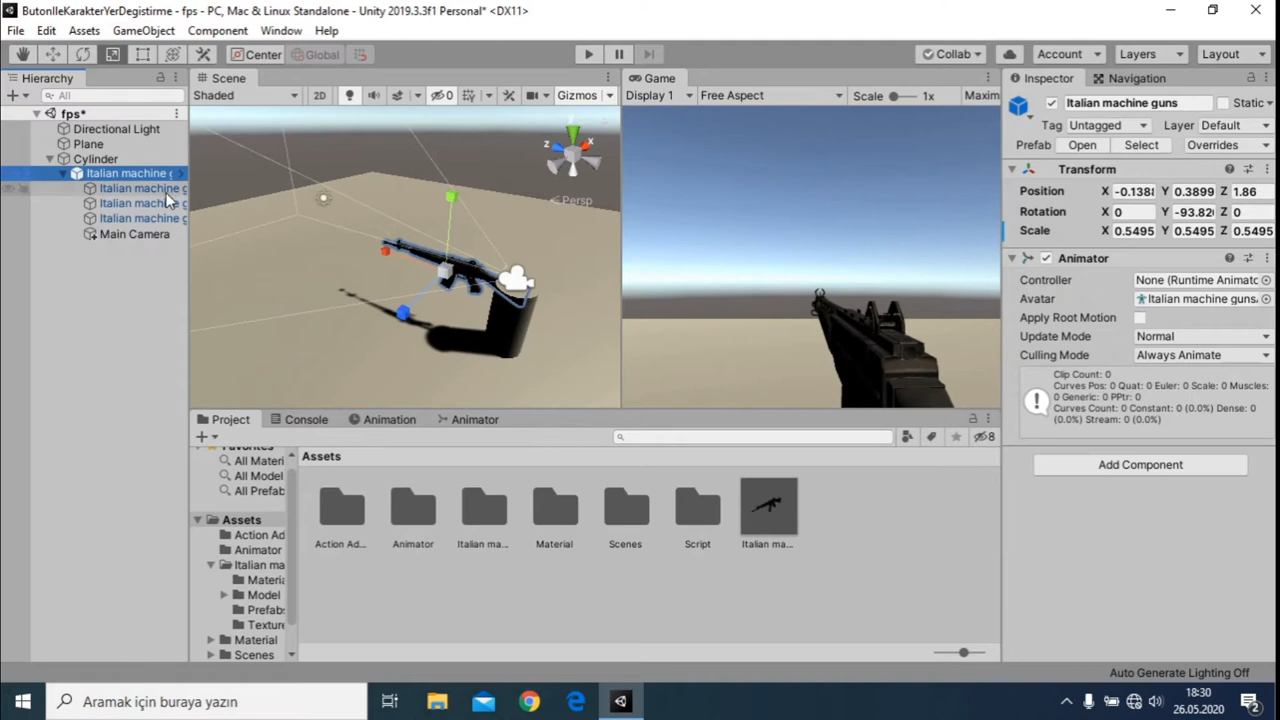 ButonIleKarakterYerDegistirme - fps - PC, Mac & Linux Standalone - Unity 2019.3.3f1 Personal* <DX11>
File Edit Assets GameObject Component Window Help
Center Global Collab Account Layers Layout
Hierarchy
All
fps*
Directional Light
Plane
Cylinder
Italian machine g
Italian machine g
Italian machine g
Italian machine g
Main Camera
Scene
Shaded 2D 0 Gizmos
y
x
z
Persp
Game
Display 1 Free Aspect Scale 1x Maxim
Inspector Navigation
Italian machine guns Static
Tag Untagged Layer Default
Prefab Open Select Overrides
Transform
Position X -0.138 Y 0.3899 Z 1.86
Rotation X 0 Y -93.82 Z 0
Scale X 0.5495 Y 0.5495 Z 0.5495
Animator
Controller None (Runtime Animato
Avatar Italian machine guns
Apply Root Motion
Update Mode Normal
Culling Mode Always Animate
Clip Count: 0
Curves Pos: 0 Quat: 0 Euler: 0 Scale: 0 Muscles:
0 Generic: 0 PPtr: 0
Curves Count: 0 Constant: 0 (0.0%) Dense: 0
(0.0%) Stream: 0 (0.0%)
Add Component
Project Console Animation Animator
8
Favorites
All Materi
All Model
All Prefab
Assets
Action Ad
Animator
Italian ma
Materia
Model
Prefabs
Texture
Material
Scenes
Assets
Action Ad...
Animator
Italian ma...
Material
Scenes
Script
Italian ma...
Auto Generate Lighting Off
Aramak için buraya yazın
18:30
26.05.2020
2